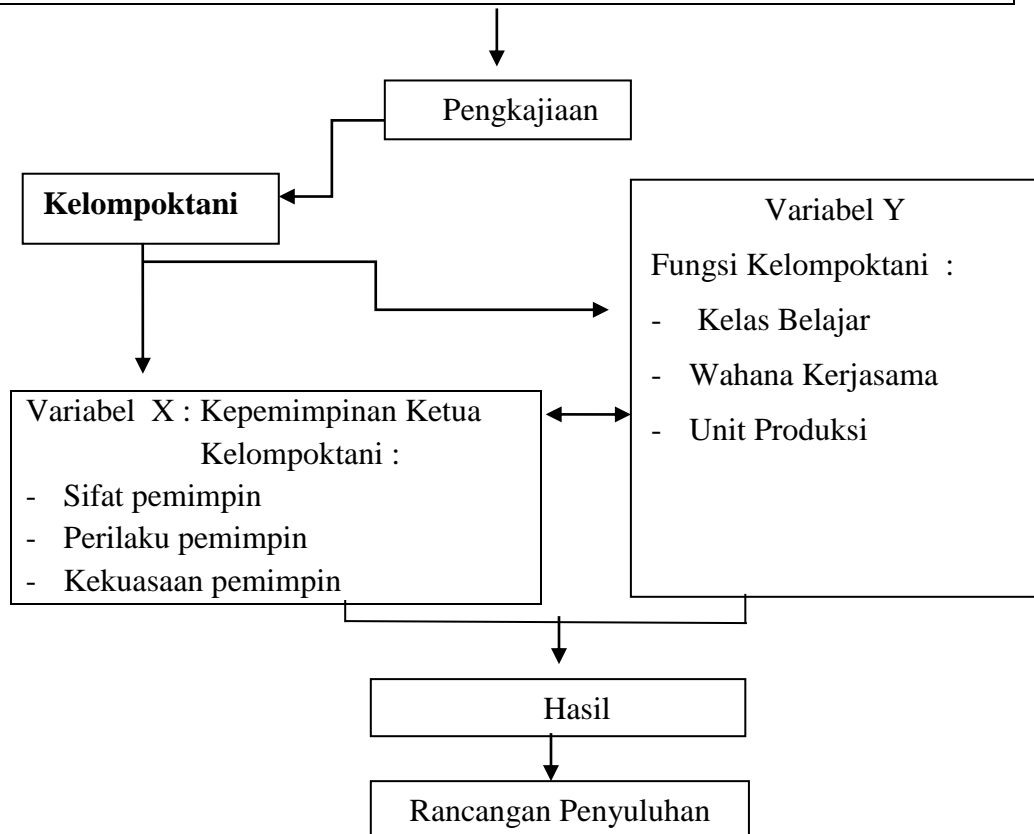 Pengkajiaan
Kelompoktani
Variabel Y
Fungsi Kelompoktani :
- Kelas Belajar
- Wahana Kerjasama
- Unit Produksi
Variabel X : Kepemimpinan Ketua
Kelompoktani :
- Sifat pemimpin
- Perilaku pemimpin
- Kekuasaan pemimpin
Hasil
Rancangan Penyuluhan